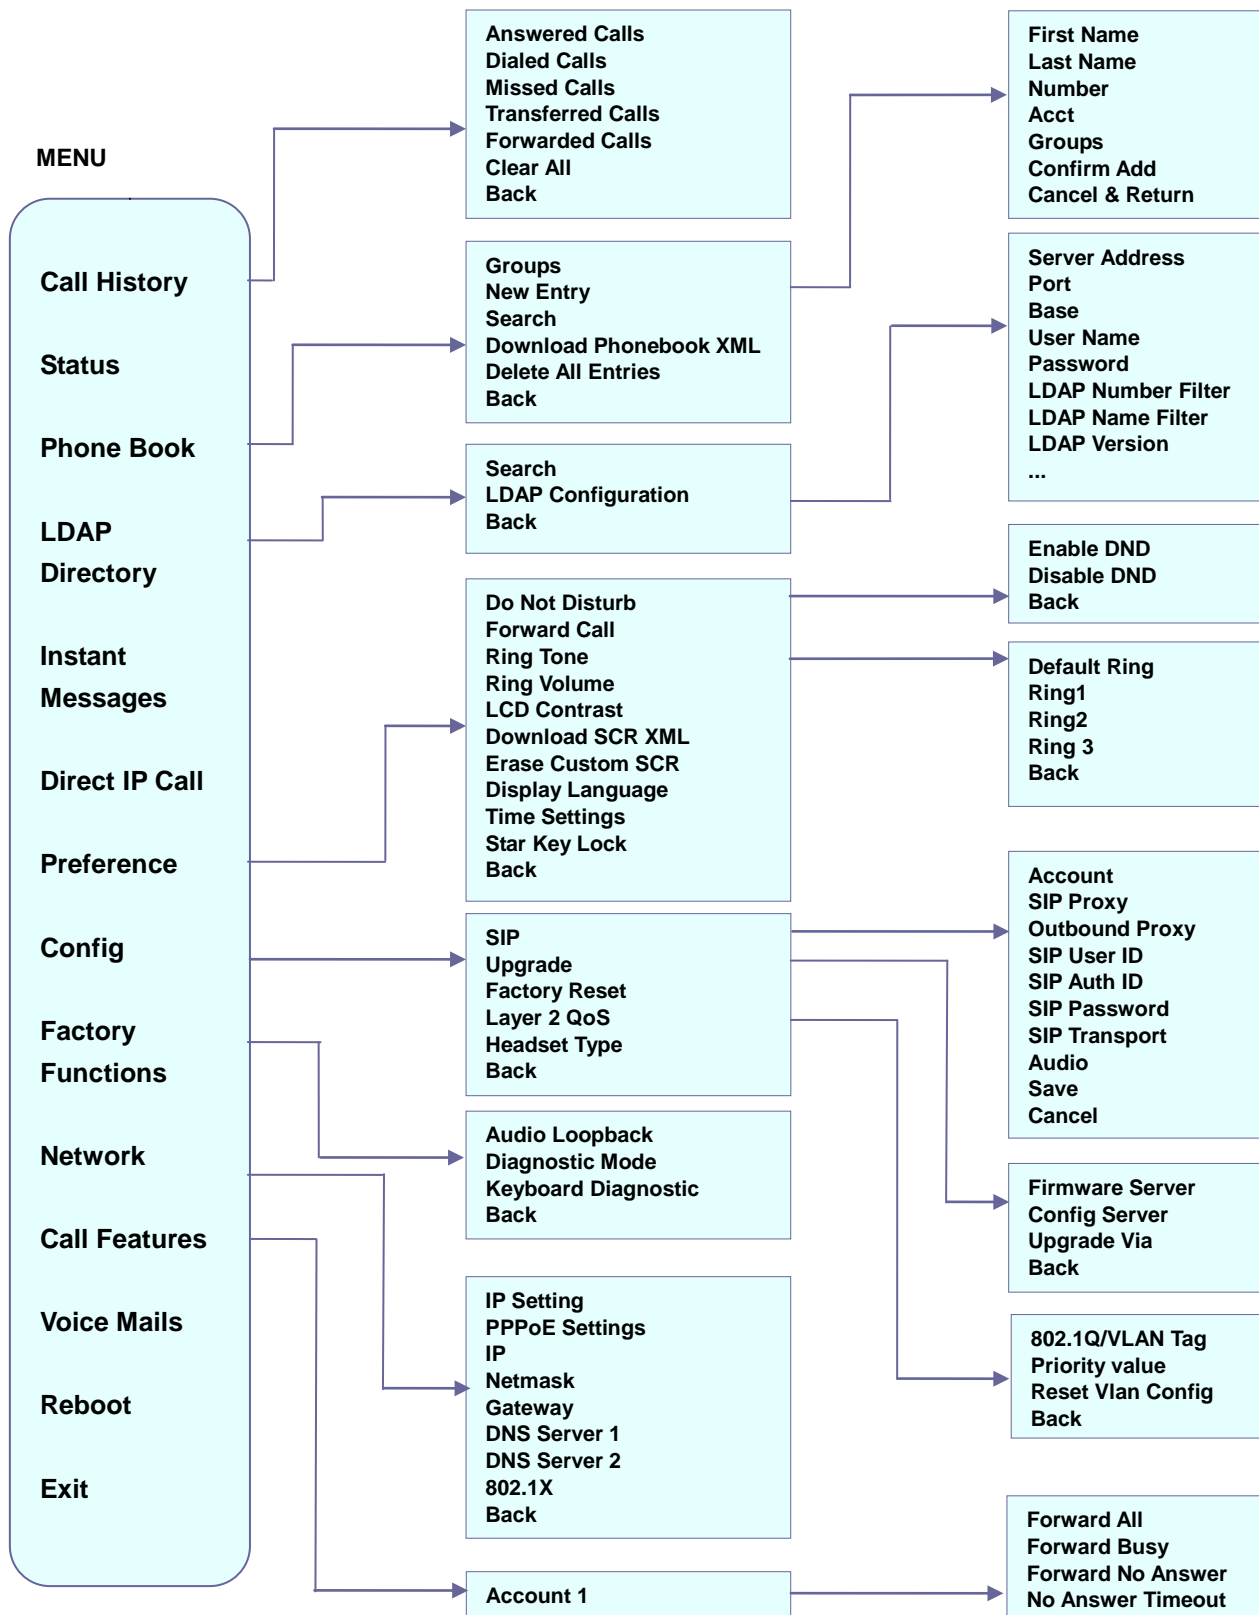 MENU
Call History
Status
Phone Book
LDAP
Directory
Instant
Messages
Direct IP Call
Preference
Config
Factory
Functions
Network
Call Features
Voice Mails
Reboot
Exit
Answered Calls
Dialed Calls
Missed Calls
Transferred Calls
Forwarded Calls
Clear All
Back
Groups
New Entry
Search
Download Phonebook XML
Delete All Entries
Back
Search
LDAP Configuration
Back
Do Not Disturb
Forward Call
Ring Tone
Ring Volume
LCD Contrast
Download SCR XML
Erase Custom SCR
Display Language
Time Settings
Star Key Lock
Back
SIP
Upgrade
Factory Reset
Layer 2 QoS
Headset Type
Back
Audio Loopback
Diagnostic Mode
Keyboard Diagnostic
Back
IP Setting
PPPoE Settings
IP
Netmask
Gateway
DNS Server 1
DNS Server 2
802.1X
Back
Account 1
First Name
Last Name
Number
Acct
Groups
Confirm Add
Cancel & Return
Server Address
Port
Base
User Name
Password
LDAP Number Filter
LDAP Name Filter
LDAP Version
...
Enable DND
Disable DND
Back
Default Ring
Ring1
Ring2
Ring 3
Back
Account
SIP Proxy
Outbound Proxy
SIP User ID
SIP Auth ID
SIP Password
SIP Transport
Audio
Save
Cancel
Firmware Server
Config Server
Upgrade Via
Back
802.1Q/VLAN Tag
Priority value
Reset Vlan Config
Back
Forward All
Forward Busy
Forward No Answer
No Answer Timeout